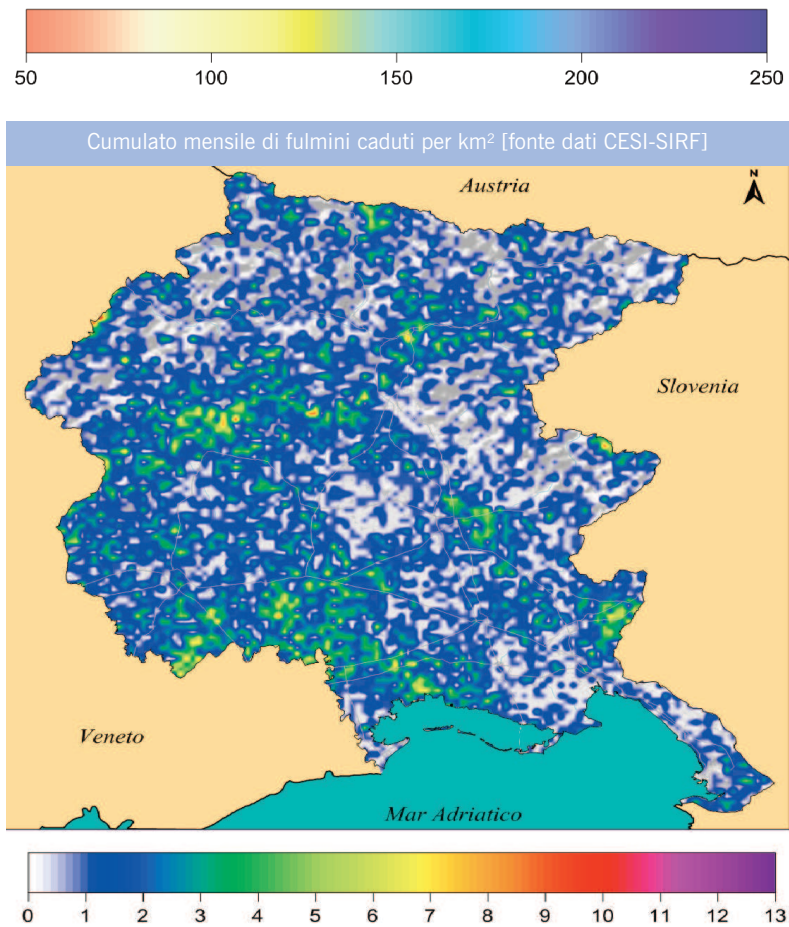 50 100 150 200 250
Cumulato mensile di fulmini caduti per km² [fonte dati CESI-SIRF]
Austria
N
Slovenia
Veneto
Mar Adriatico
0 1 2 3 4 5 6 7 8 9 10 11 12 13